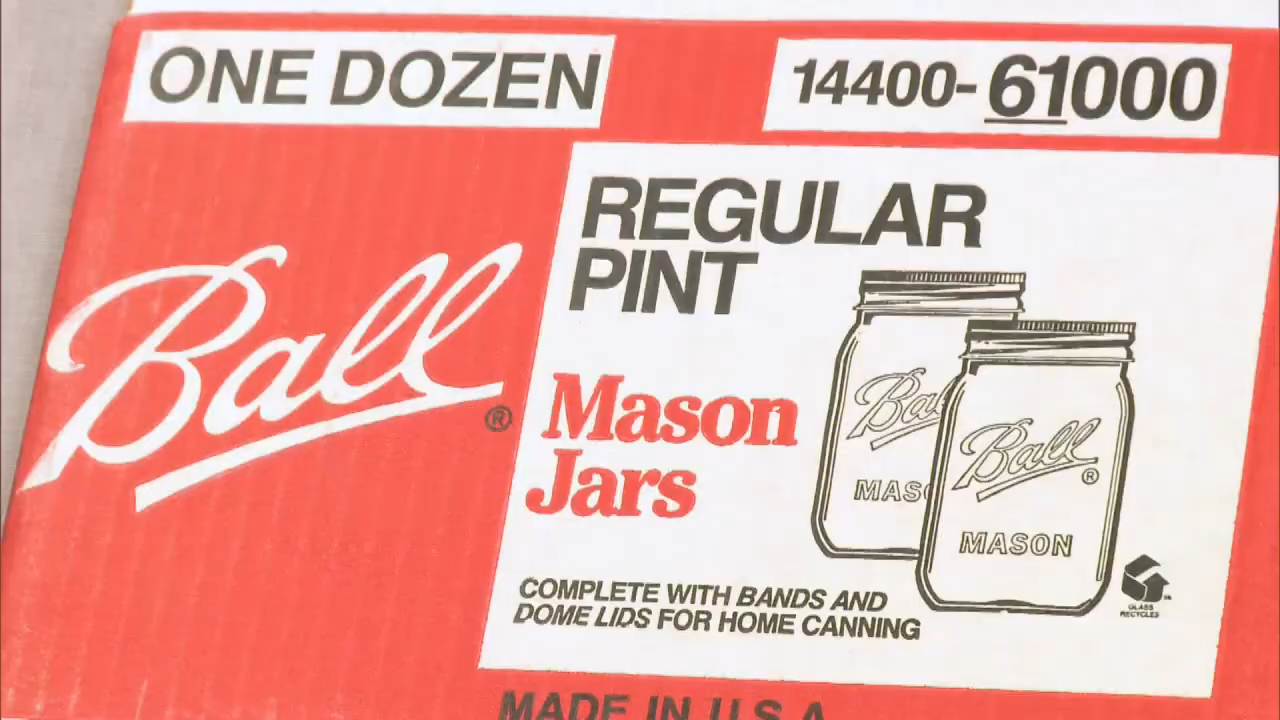 ONE DOZEN
14400-61000
REGULAR
PINT
Ball®
Mason
Jars
Ball
MASON
Ball®
MASON
COMPLETE WITH BANDS AND
DOME LIDS FOR HOME CANNING
GLASS
RECYCLES
MADE IN U.S.A.